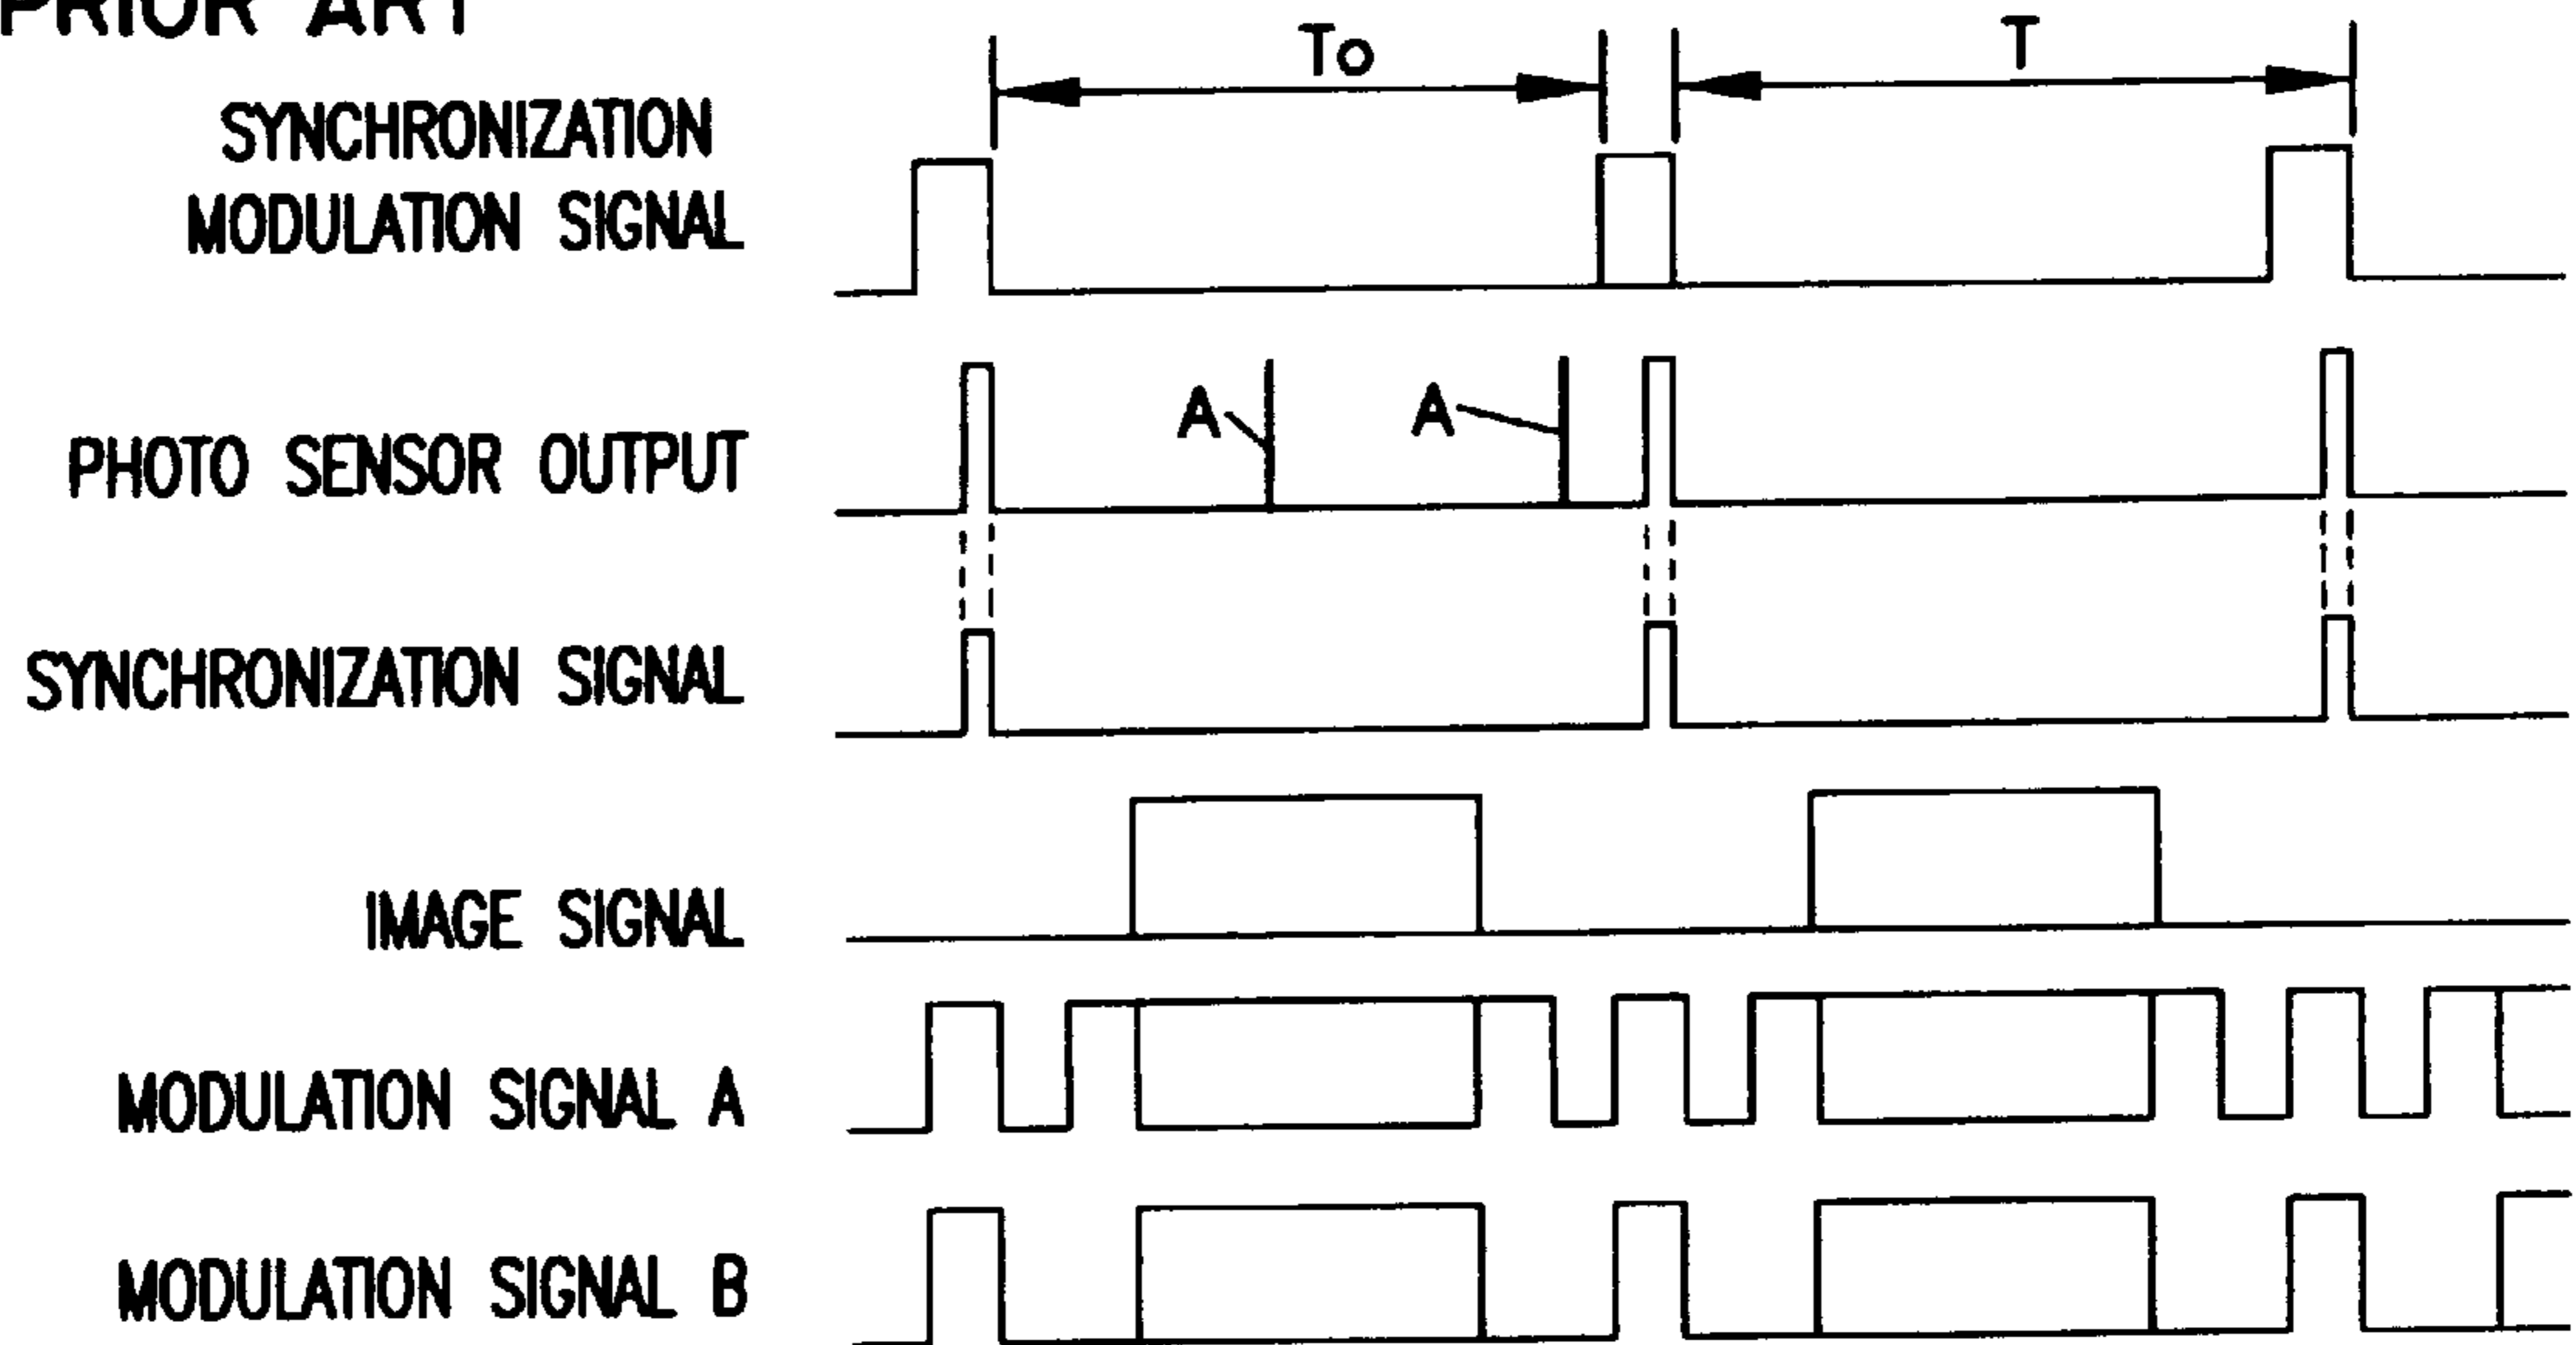 PRIOR ART
To
T
SYNCHRONIZATION
MODULATION SIGNAL
A
A
PHOTO SENSOR OUTPUT
SYNCHRONIZATION SIGNAL
IMAGE SIGNAL
MODULATION SIGNAL A
MODULATION SIGNAL B